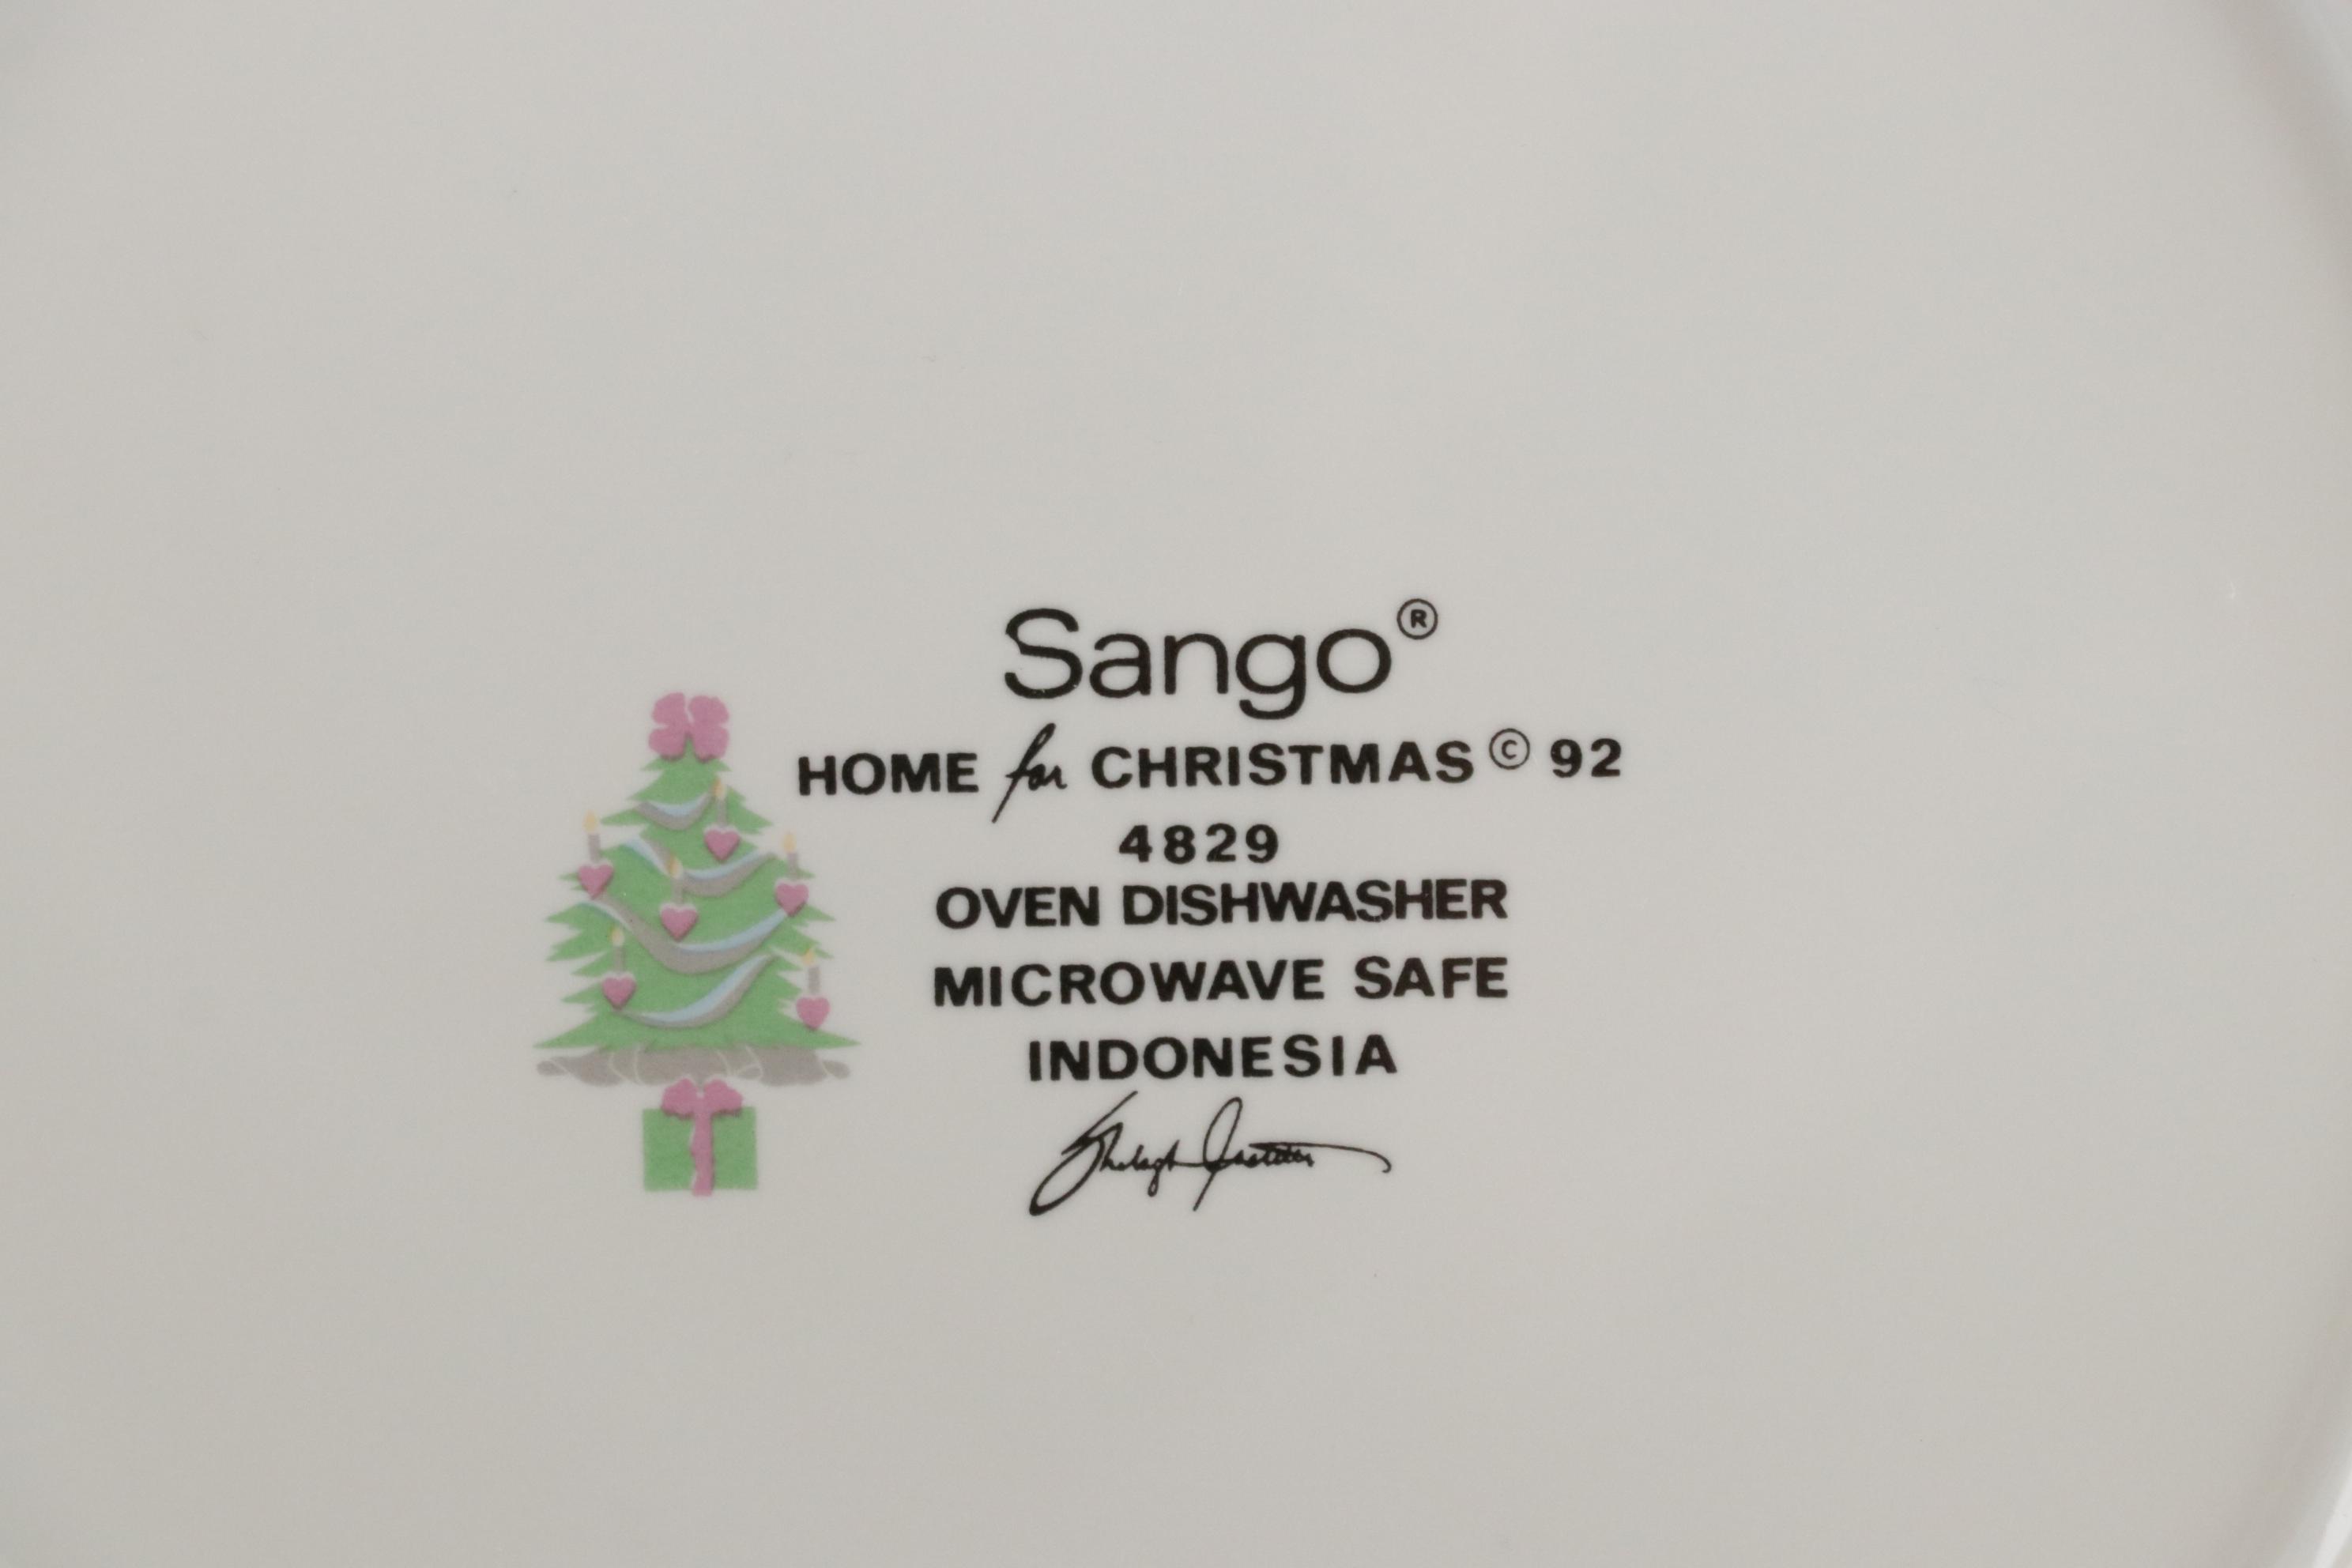 Sango®
HOME for CHRISTMAS © 92
4829
OVEN DISHWASHER
MICROWAVE SAFE
INDONESIA